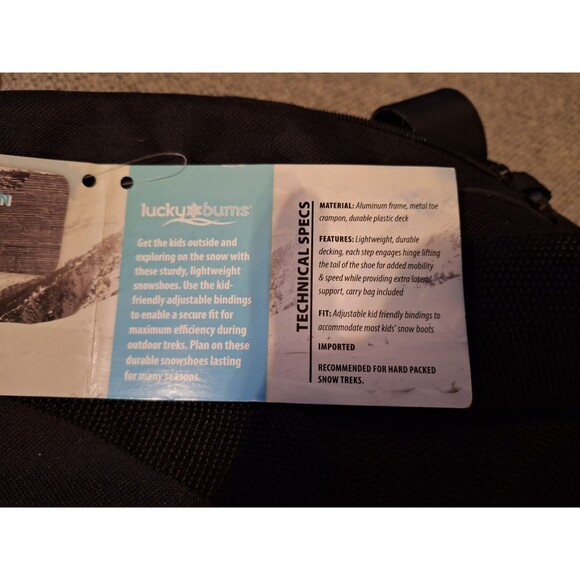 N
lucky bums
Get the kids outside and
exploring on the snow with
these sturdy, lightweight
snowshoes. Use the kid-
friendly adjustable bindings
to enable a secure fit for
maximum efficiency during
outdoor treks. Plan on these
durable snowshoes lasting
for many seasons.
TECHNICAL SPECS
MATERIAL: Aluminum frame, metal toe
crampon, durable plastic deck
FEATURES: Lightweight, durable
decking, each step engages hinge lifting
the tail of the shoe for added mobility
& speed while providing extra lateral
support, carry bag included
FIT: Adjustable kid friendly bindings to
accommodate most kids' snow boots
IMPORTED
RECOMMENDED FOR HARD PACKED
SNOW TREKS.